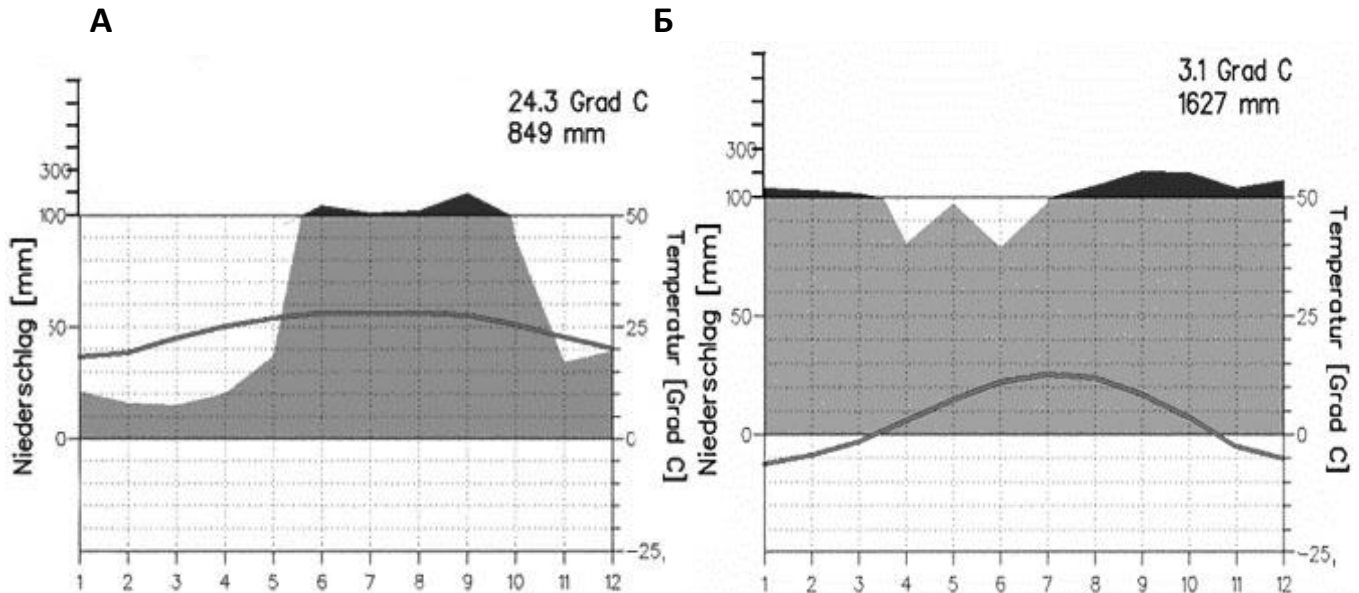 А
24.3 Grad C
849 mm
Niederschlag [mm]
300
100
50
0
50
25
0
-25,
Temperatur [Grad C]
1 2 3 4 5 6 7 8 9 10 11 12
Б
3.1 Grad C
1627 mm
Niederschlag [mm]
300
100
50
0
50
25
0
-25,
Temperatur [Grad C]
1 2 3 4 5 6 7 8 9 10 11 12